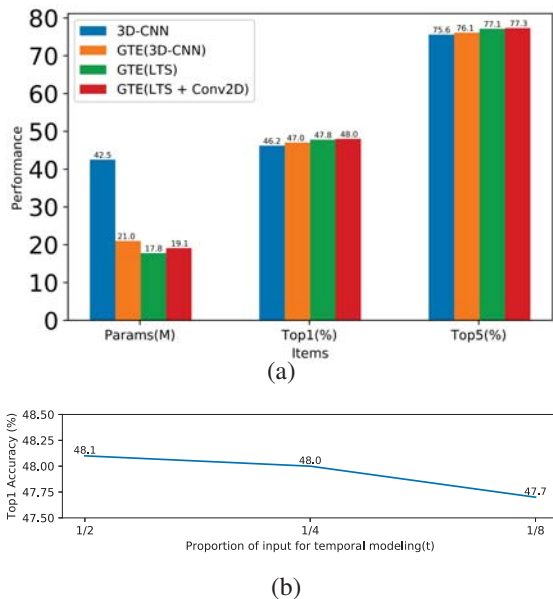 80
70
60
50
40
30
20
10
0
Performance
3D-CNN
GTE(3D-CNN)
GTE(LTS)
GTE(LTS + Conv2D)
42.5
21.0
17.8
19.1
46.2
47.0
47.8
48.0
75.6
76.1
77.1
77.3
Params(M)
Top1(%)
Top5(%)
Items
(a)
48.50
48.25
48.00
47.75
47.50
Top1 Accuracy (%)
48.1
48.0
47.7
1/2
1/4
1/8
Proportion of input for temporal modeling(t)
(b)